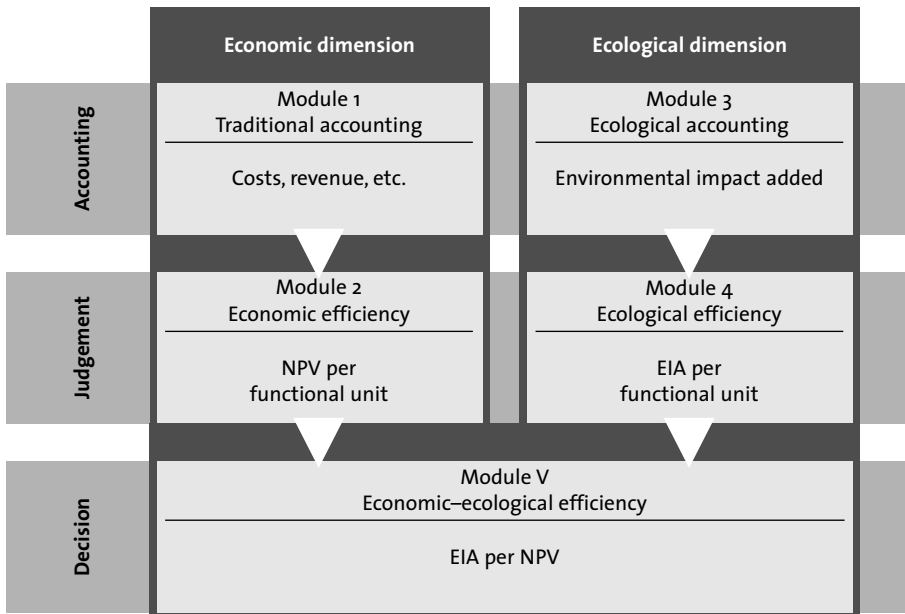 Economic dimension
Ecological dimension
Accounting
Module 1
Traditional accounting
Costs, revenue, etc.
Module 3
Ecological accounting
Environmental impact added
Judgement
Module 2
Economic efficiency
NPV per
functional unit
Module 4
Ecological efficiency
EIA per
functional unit
Decision
Module V
Economic–ecological efficiency
EIA per NPV